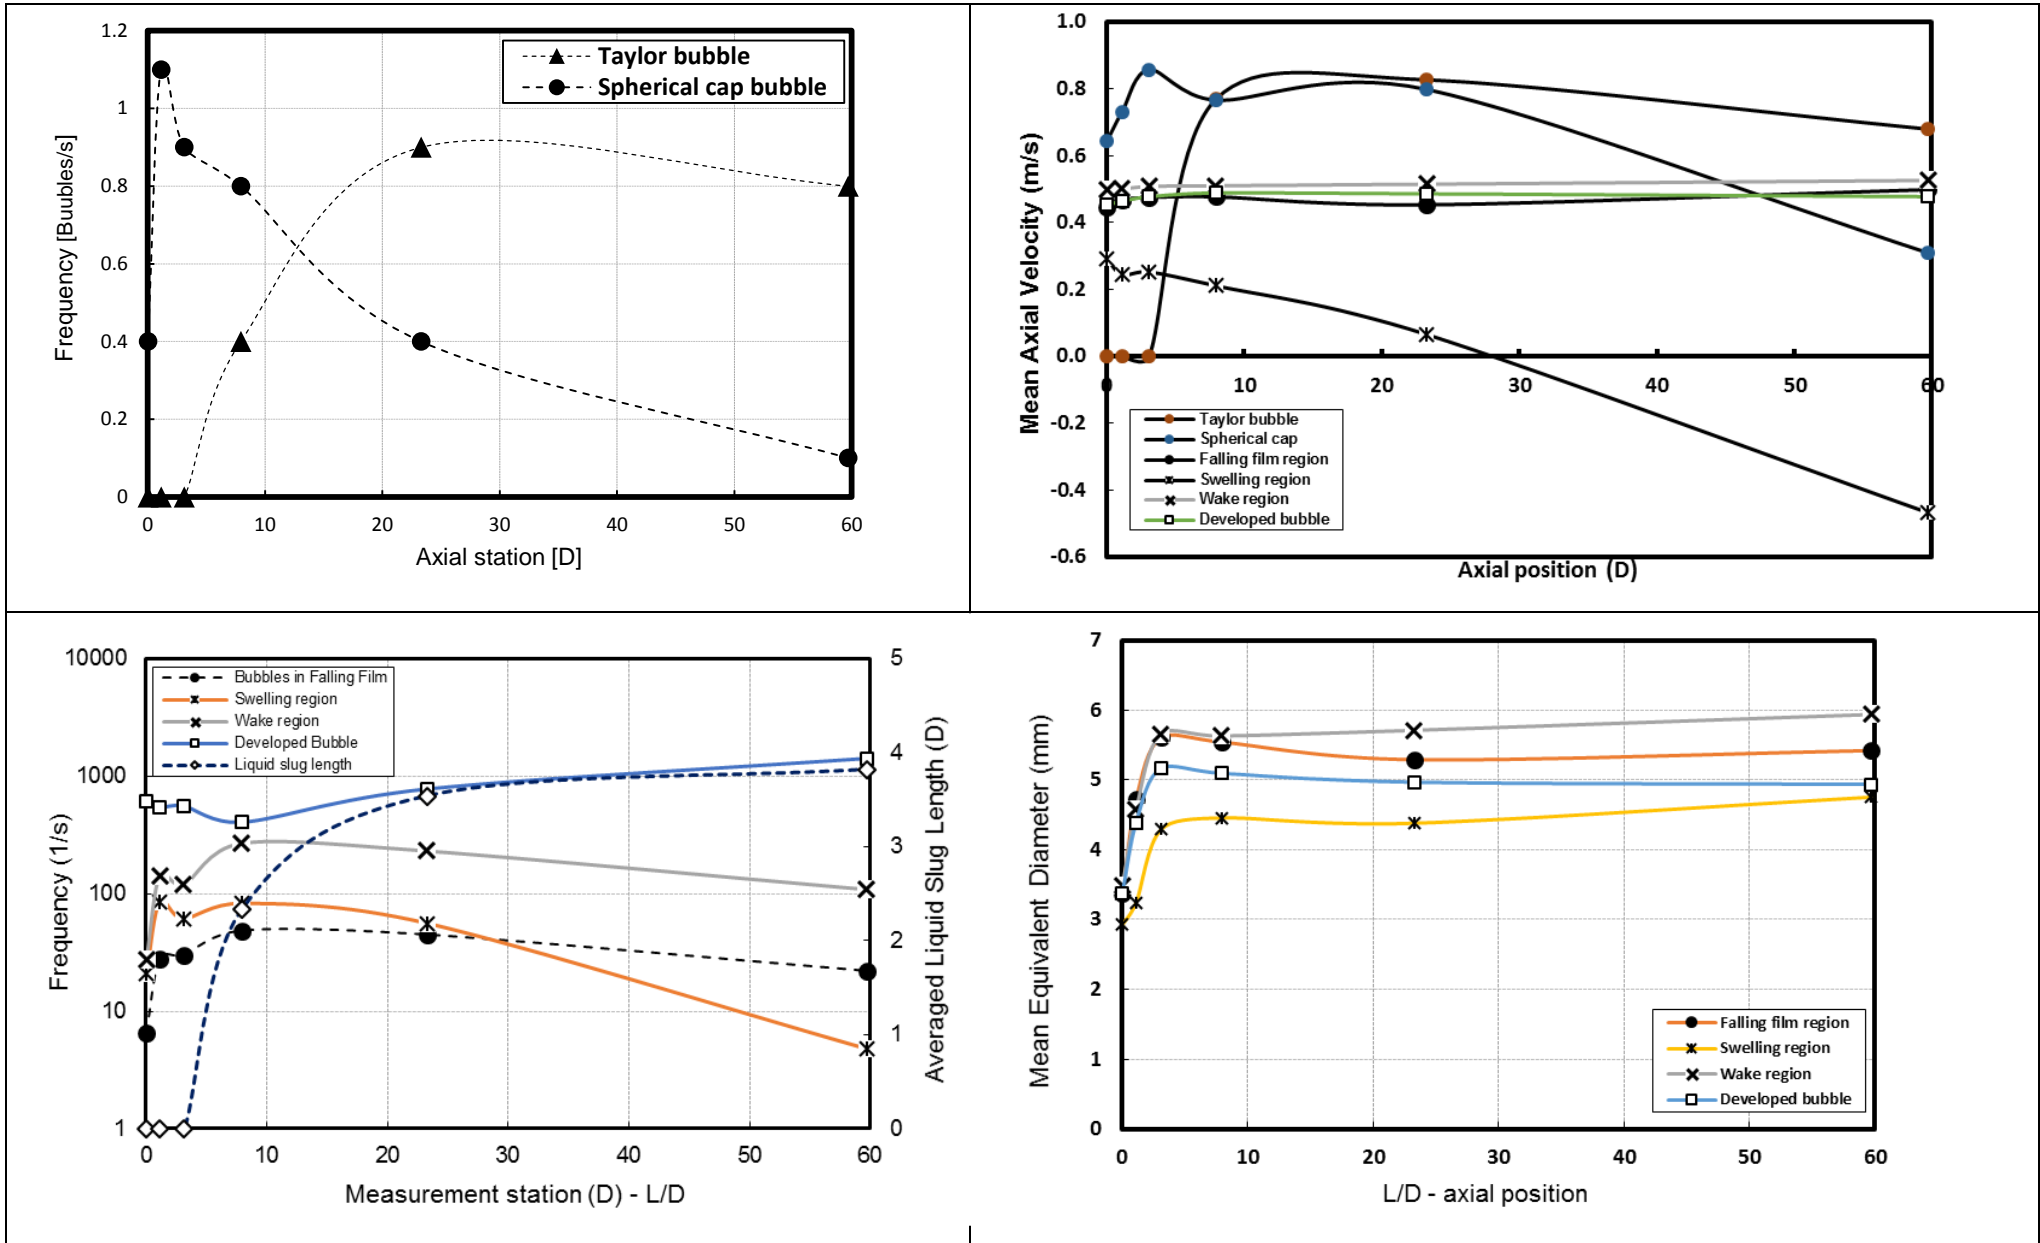 1.2
1
0.8
0.6
0.4
0.2
0
0 10 20 30 40 50 60
Frequency [Bubbles/s]
Axial station [D]
Taylor bubble
Spherical cap bubble
1.0
0.8
0.6
0.4
0.2
0.0
-0.2
-0.4
-0.6
0 10 20 30 40 50 60
Mean Axial Velocity (m/s)
Axial position (D)
Taylor bubble
Spherical cap
Falling film region
Swelling region
Wake region
Developed bubble
10000
1000
100
10
1
5
4
3
2
1
0
0 10 20 30 40 50 60
Frequency (1/s)
Averaged Liquid Slug Length (D)
Measurement station (D) - L/D
Bubbles in Falling Film
Swelling region
Wake region
Developed Bubble
Liquid slug length
7
6
5
4
3
2
1
0
0 10 20 30 40 50 60
Mean Equivalent Diameter (mm)
L/D - axial position
Falling film region
Swelling region
Wake region
Developed bubble